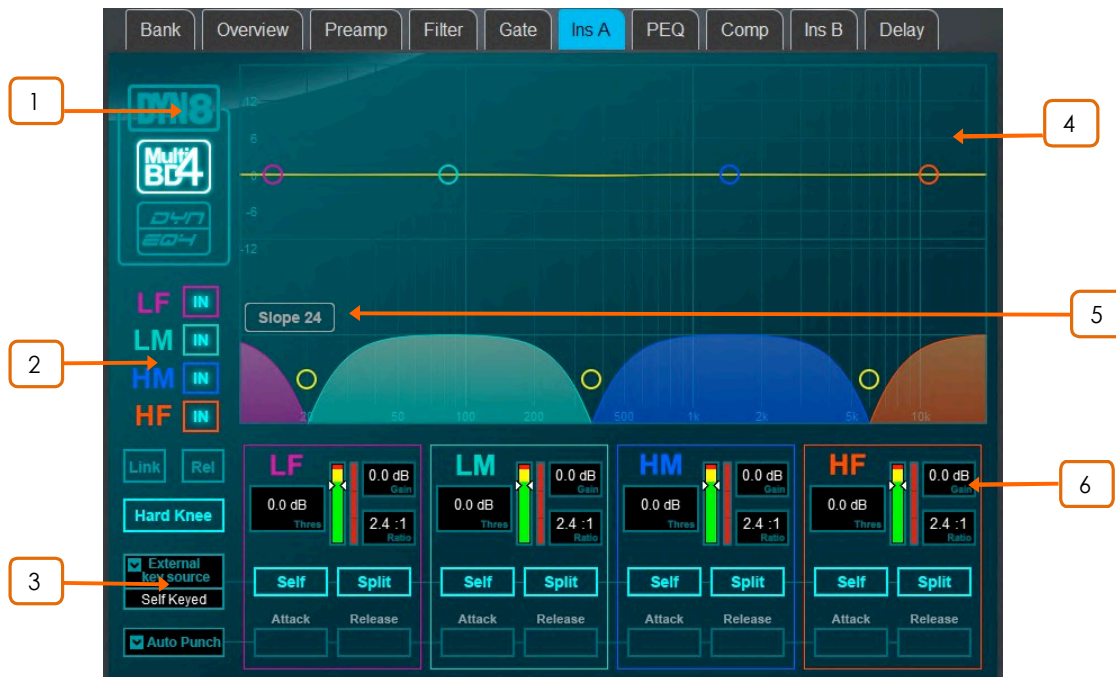 Bank Overview Preamp Filter Gate Ins A PEQ Comp Ins B Delay
1
DYN8
Multi
BD4
DYN
EQ4
12
6
0
-6
-12
4
LF IN
LM IN
HM IN
HF IN
2
Slope 24
5
20 50 100 200 500 1k 2k 5k 10k
Link Rel
Hard Knee
External
key source
Self Keyed
3
Auto Punch
LF
0.0 dB
Thres
0.0 dB
Gain
2.4 :1
Ratio
Self Split
Attack Release
LM
0.0 dB
Thres
0.0 dB
Gain
2.4 :1
Ratio
Self Split
Attack Release
HM
0.0 dB
Thres
0.0 dB
Gain
2.4 :1
Ratio
Self Split
Attack Release
HF
0.0 dB
Thres
0.0 dB
Gain
2.4 :1
Ratio
Self Split
Attack Release
6